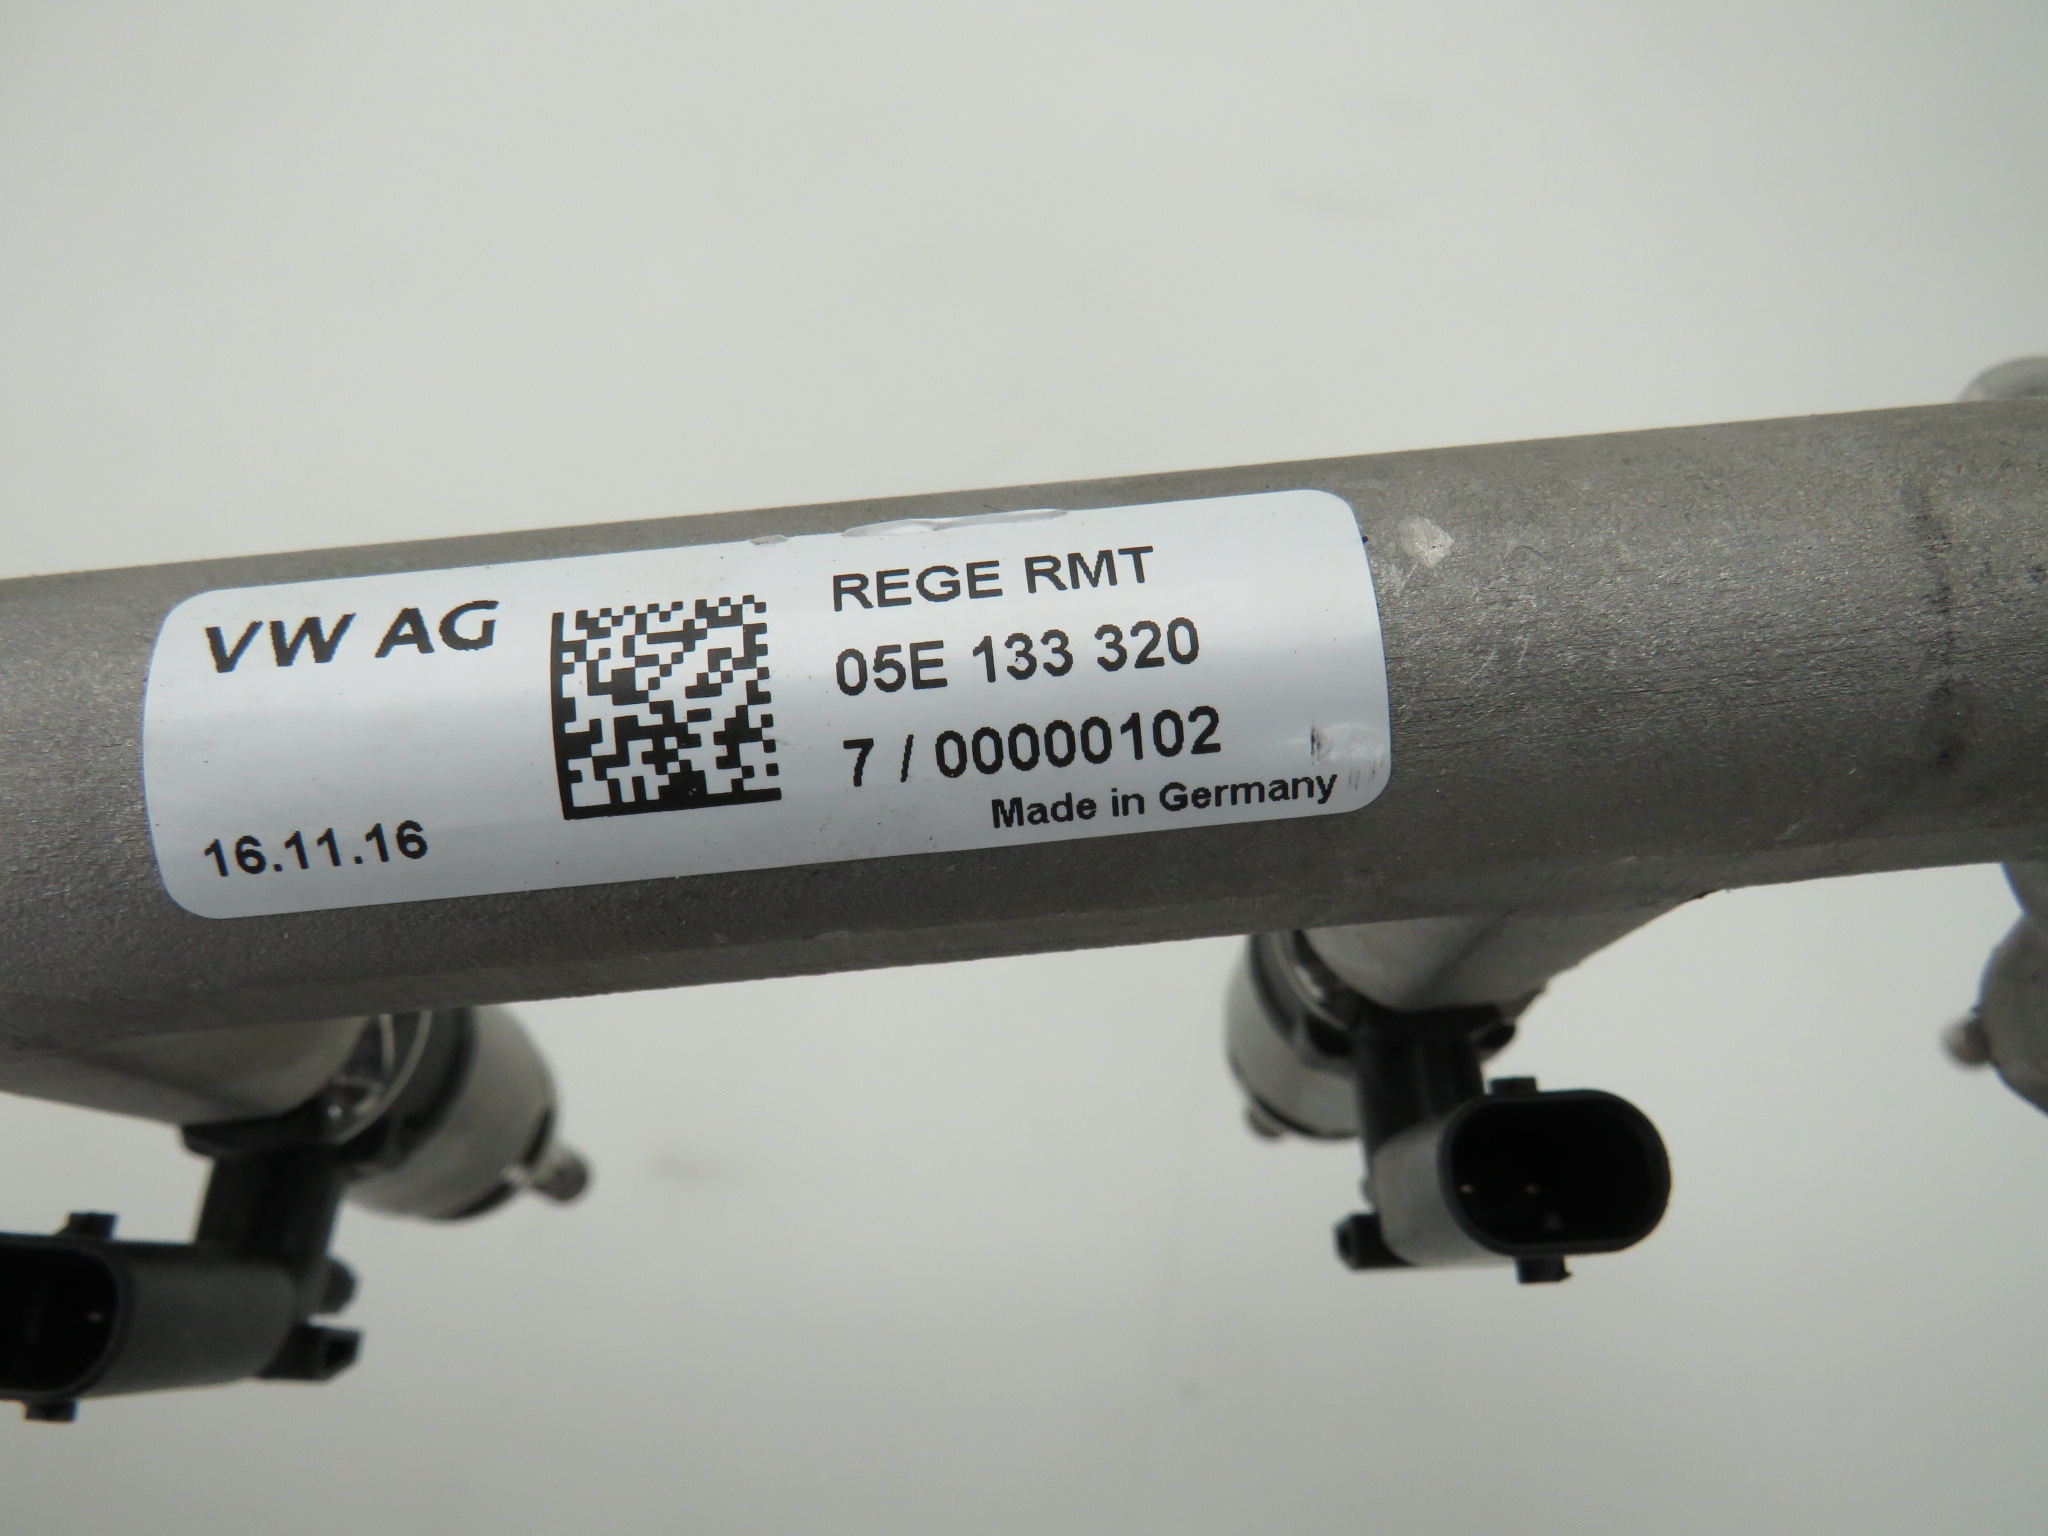 VW AG
16.11.16
REGE RMT
05E 133 320
7 / 00000102
Made in Germany